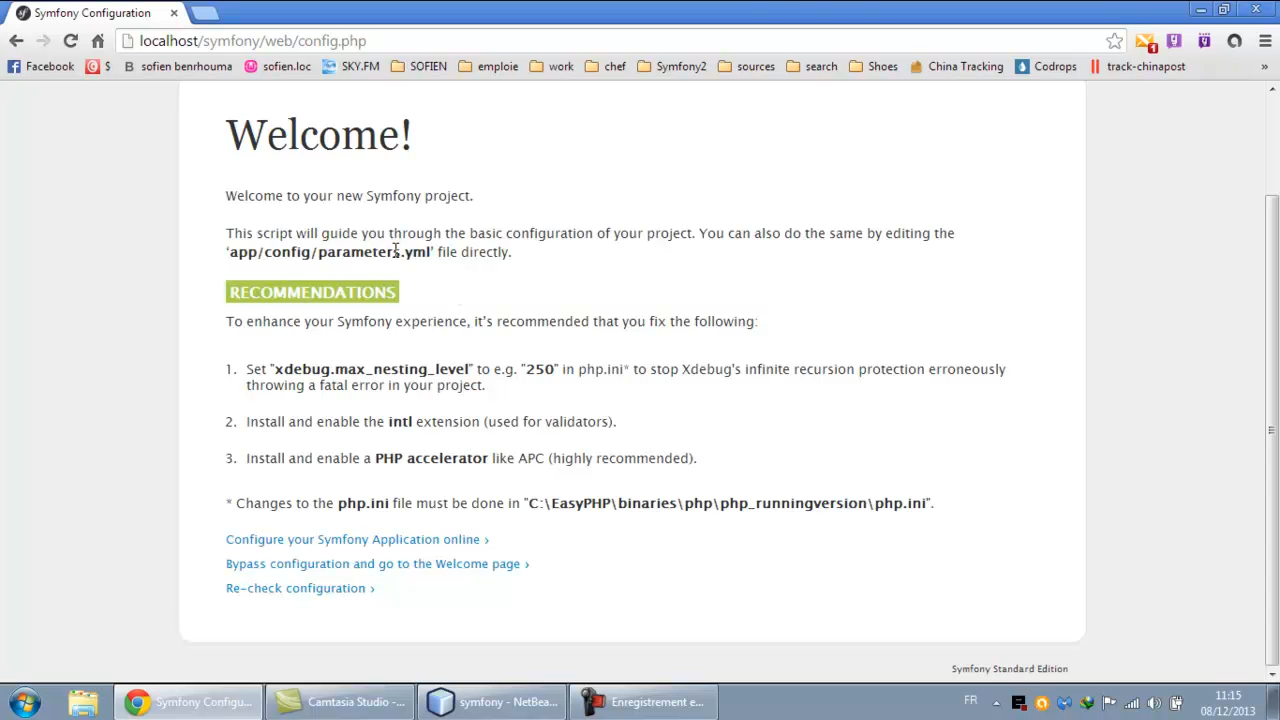 Symfony Configuration
localhost/symfony/web/config.php
Facebook $ sofien benrhouma sofien.loc SKY.FM SOFIEN emploie work chef Symfony2 sources search Shoes China Tracking Codrops track-chinapost »
Welcome!
Welcome to your new Symfony project.
This script will guide you through the basic configuration of your project. You can also do the same by editing the
‘app/config/parameters.yml’ file directly.
RECOMMENDATIONS
To enhance your Symfony experience, it’s recommended that you fix the following:
1. Set "xdebug.max_nesting_level" to e.g. "250" in php.ini* to stop Xdebug's infinite recursion protection erroneously
throwing a fatal error in your project.
2. Install and enable the intl extension (used for validators).
3. Install and enable a PHP accelerator like APC (highly recommended).
* Changes to the php.ini file must be done in "C:\EasyPHP\binaries\php\php_runningversion\php.ini".
Configure your Symfony Application online ›
Bypass configuration and go to the Welcome page ›
Re-check configuration ›
Symfony Standard Edition
Symfony Configu... Camtasia Studio -... symfony - NetBea... Enregistrement e... FR 11:15
08/12/2013